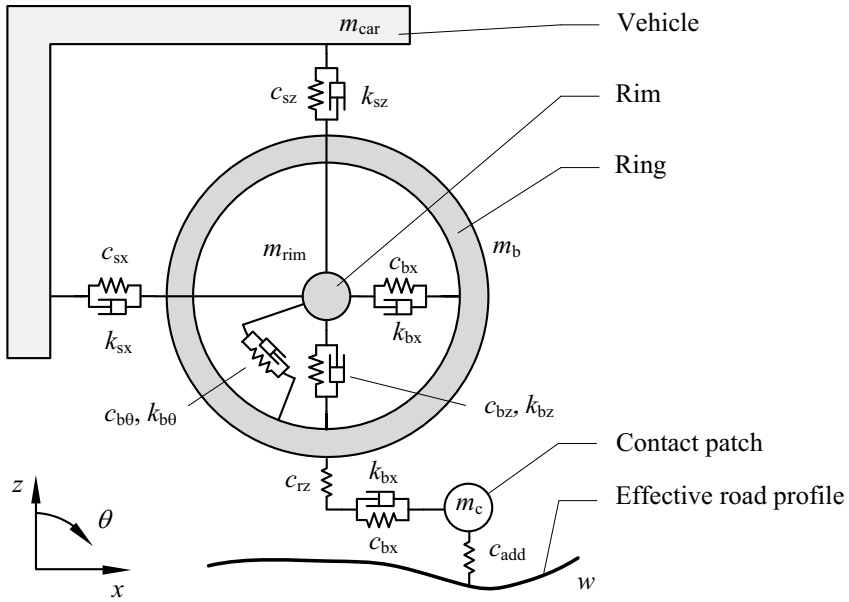 m_car
Vehicle
c_sz
k_sz
Rim
Ring
m_rim
m_b
c_sx
c_bx
k_sx
k_bx
c_bθ, k_bθ
c_bz, k_bz
Contact patch
c_rz
k_bx
m_c
Effective road profile
z
θ
c_bx
c_add
x
w